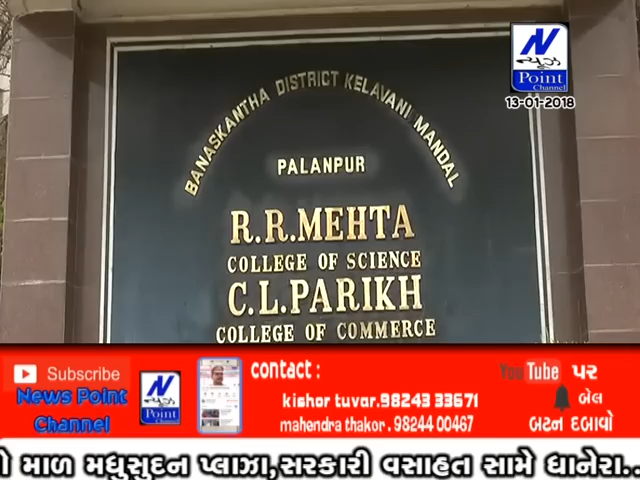 N
ન્યૂઝ
Point
Channel
13-01-2018
BANASKANTHA DISTRICT KELAVANI MANDAL
PALANPUR
R.R.MEHTA
COLLEGE OF SCIENCE
C.L.PARIKH
COLLEGE OF COMMERCE
Subscribe
News Point
Channel
N
ન્યૂઝ
Point
contact :
kishor tuvar.98243 33671
mahendra thakor . 98244 00467
YouTube પર
બેલ
બટન દબાવો
માળ મધુસુદન પ્લાઝા,સરકારી વસાહત સામે ધાનેરા..